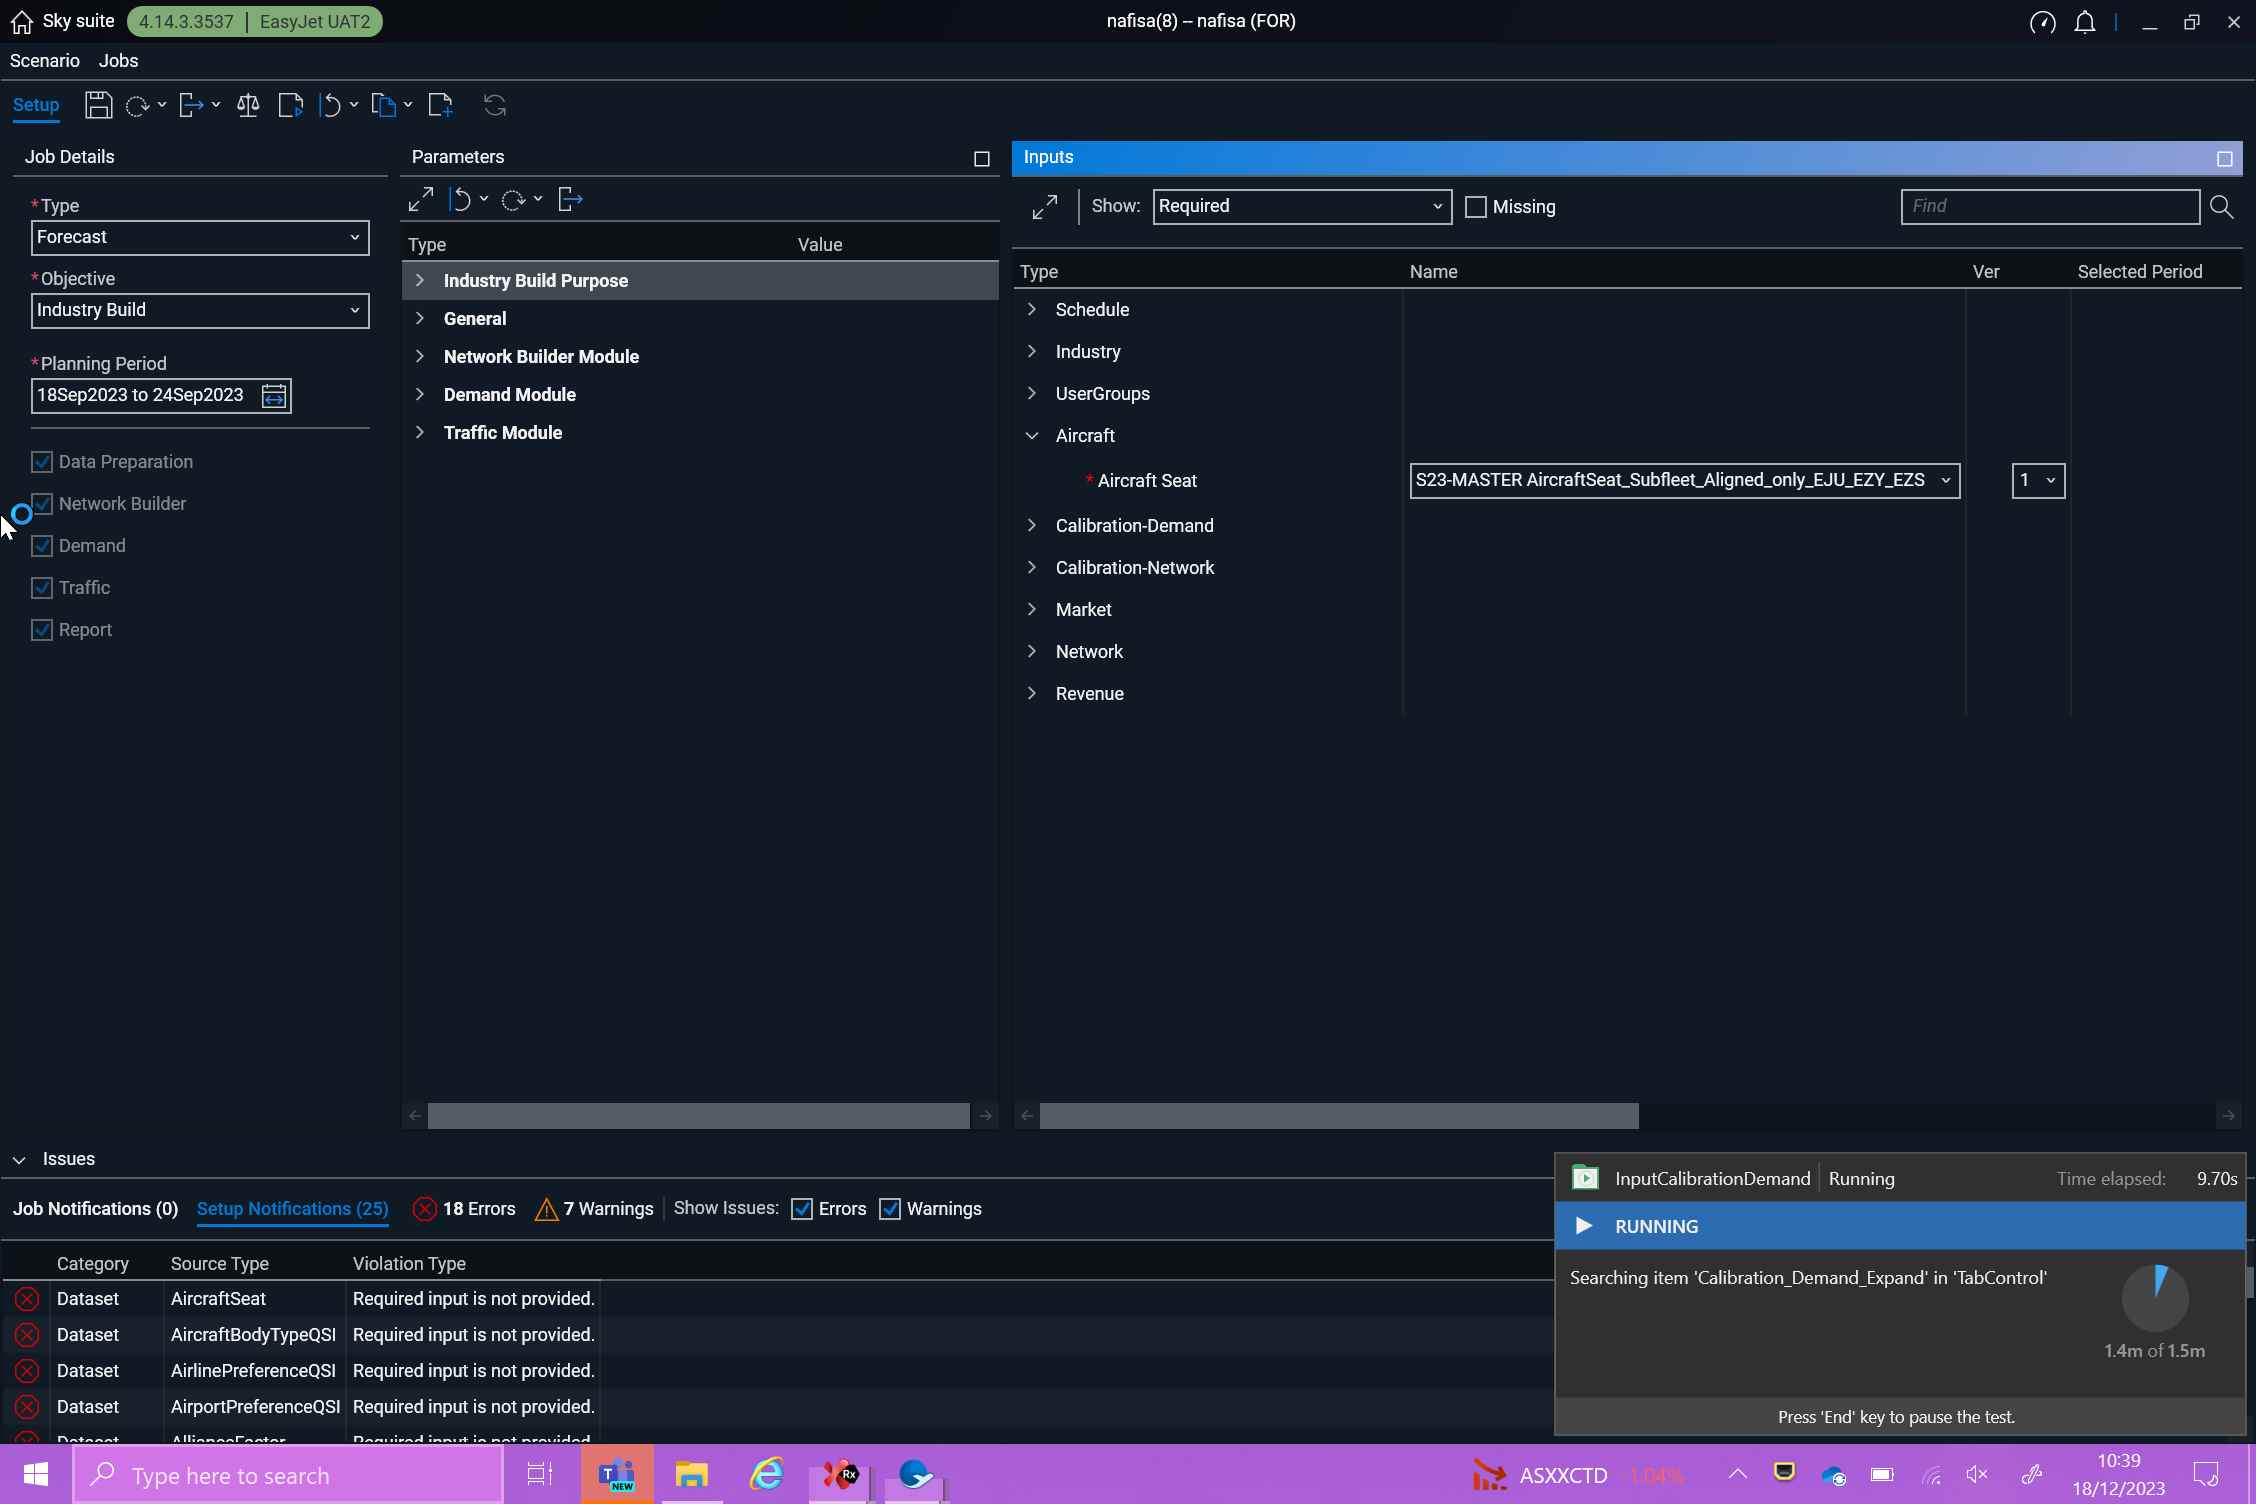 Sky suite 4.14.3.3537 | EasyJet UAT2 nafisa(8) – nafisa (FOR)
Scenario Jobs
Setup
Job Details
*Type
Forecast
*Objective
Industry Build
*Planning Period
18Sep2023 to 24Sep2023
Data Preparation
Network Builder
Demand
Traffic
Report
Parameters
Type Value
Industry Build Purpose
General
Network Builder Module
Demand Module
Traffic Module
Inputs
Show: Required Missing Find
Type Name Ver Selected Period
Schedule
Industry
UserGroups
Aircraft
* Aircraft Seat S23-MASTER AircraftSeat_Subfleet_Aligned_only_EJU_EZY_EZS 1
Calibration-Demand
Calibration-Network
Market
Network
Revenue
Issues
Job Notifications (0) Setup Notifications (25) 18 Errors 7 Warnings Show Issues: Errors Warnings
Category Source Type Violation Type
Dataset AircraftSeat Required input is not provided.
Dataset AircraftBodyTypeQSI Required input is not provided.
Dataset AirlinePreferenceQSI Required input is not provided.
Dataset AirportPreferenceQSI Required input is not provided.
Dataset AllianceFactor Required input is not provided.
InputCalibrationDemand Running Time elapsed: 9.70s
RUNNING
Searching item 'Calibration_Demand_Expand' in 'TabControl'
1.4m of 1.5m
Press 'End' key to pause the test.
Type here to search
T
NEW
Rx
ASXXCTD -1.04%
10:39
18/12/2023